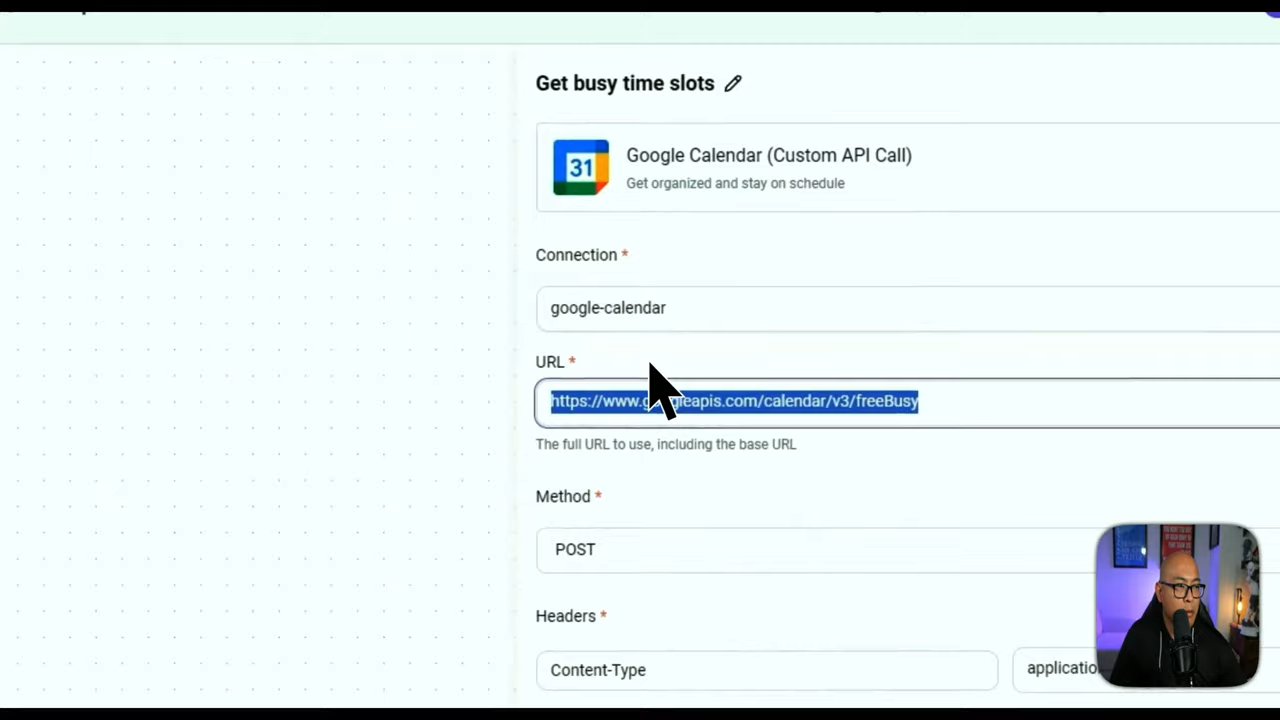 Get busy time slots
31
Google Calendar (Custom API Call)
Get organized and stay on schedule
Connection *
google-calendar
URL *
https://www.googleapis.com/calendar/v3/freeBusy
The full URL to use, including the base URL
Method *
POST
Headers *
Content-Type
applicatio